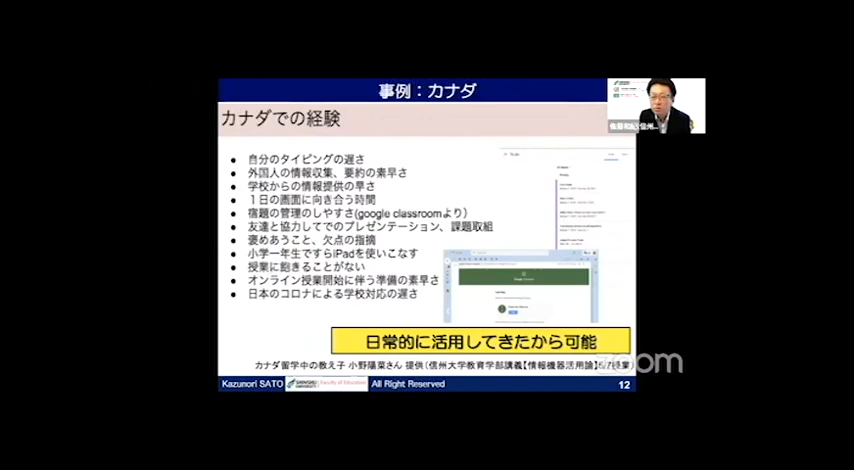 事例：カナダ
カナダでの経験
自分のタイピングの遅さ
外国人の情報収集、要約の素早さ
学校からの情報提供の早さ
１日の画面に向き合う時間
宿題の管理のしやすさ(google classroomより)
友達と協力してでのプレゼンテーション、課題取組
褒めあうこと、欠点の指摘
小学一年生ですらiPadを使いこなす
授業に飽きることがない
オンライン授業開始に伴う準備の素早さ
日本のコロナによる学校対応の遅さ
日常的に活用してきたから可能
カナダ留学中の教え子 小野陽菜さん 提供（信州大学教育学部講義【情報機器活用論】5/7授業）
zoom
Kazunori SATO
SHINSHU UNIVERSITY
Faculty of Education
All Right Reserved
12